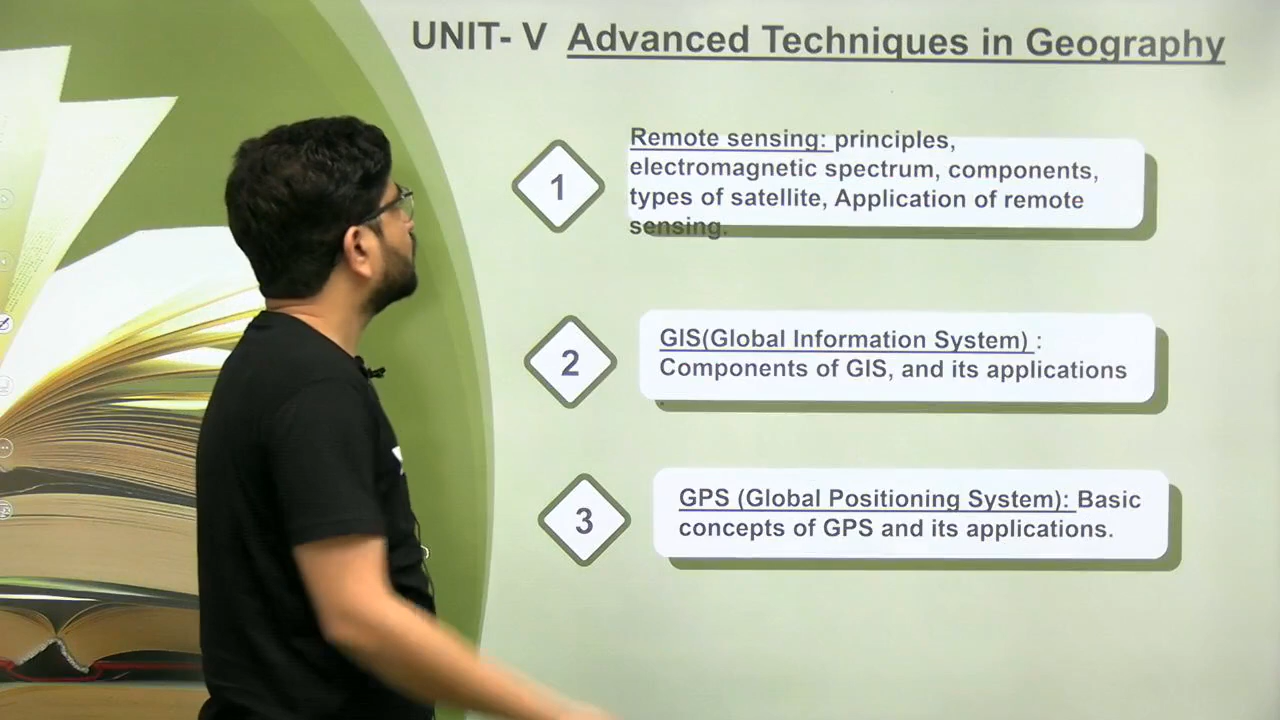 UNIT- V Advanced Techniques in Geography
1
Remote sensing: principles,
electromagnetic spectrum, components,
types of satellite, Application of remote
sensing.
2
GIS(Global Information System) :
Components of GIS, and its applications
.
3
GPS (Global Positioning System): Basic
concepts of GPS and its applications.